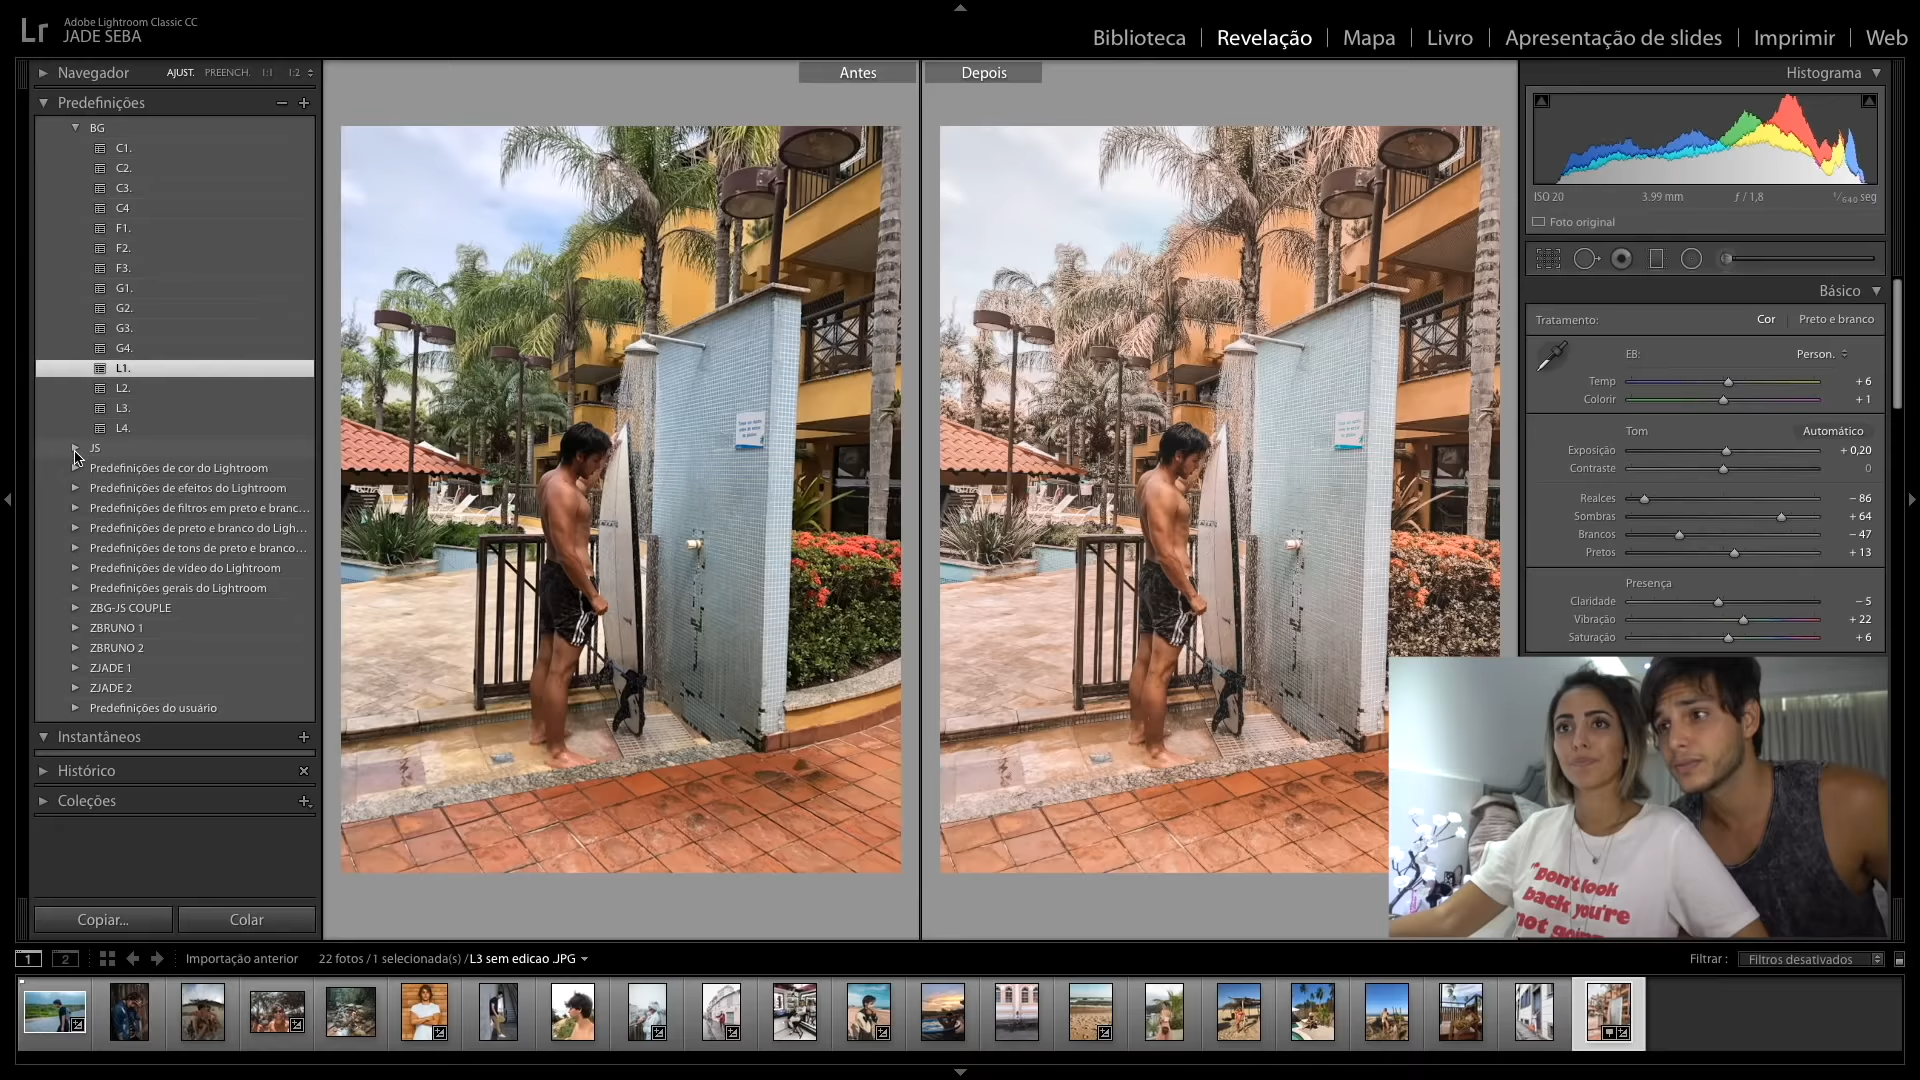 Lr
Adobe Lightroom Classic CC
JADE SEBA
Biblioteca | Revelação | Mapa | Livro | Apresentação de slides | Imprimir | Web
Navegador AJUST. PREENCH. 1:1 1:2
Predefinições
BG
C1.
C2.
C3.
C4
F1.
F2.
F3.
G1.
G2.
G3.
G4.
L1.
L2.
L3.
L4.
JS
Predefinições de cor do Lightroom
Predefinições de efeitos do Lightroom
Predefinições de filtros em preto e branc...
Predefinições de preto e branco do Ligh...
Predefinições de tons de preto e branco...
Predefinições de vídeo do Lightroom
Predefinições gerais do Lightroom
ZBG-JS COUPLE
ZBRUNO 1
ZBRUNO 2
ZJADE 1
ZJADE 2
Predefinições do usuário
Instantâneos
Histórico
Coleções
Copiar...
Colar
Antes
Depois
Histograma
ISO 20 3.99 mm ƒ / 1,8 1/640 seg
Foto original
Básico
Tratamento: Cor Preto e branco
EB: Person.
Temp + 6
Colorir + 1
Tom Automático
Exposição + 0,20
Contraste 0
Realces – 86
Sombras + 64
Brancos – 47
Pretos + 13
Presença
Claridade – 5
Vibração + 22
Saturação + 6
"don't look
back you're
not going
1 2 Importação anterior 22 fotos / 1 selecionada(s) / L3 sem edicao .JPG
Filtrar : Filtros desativados